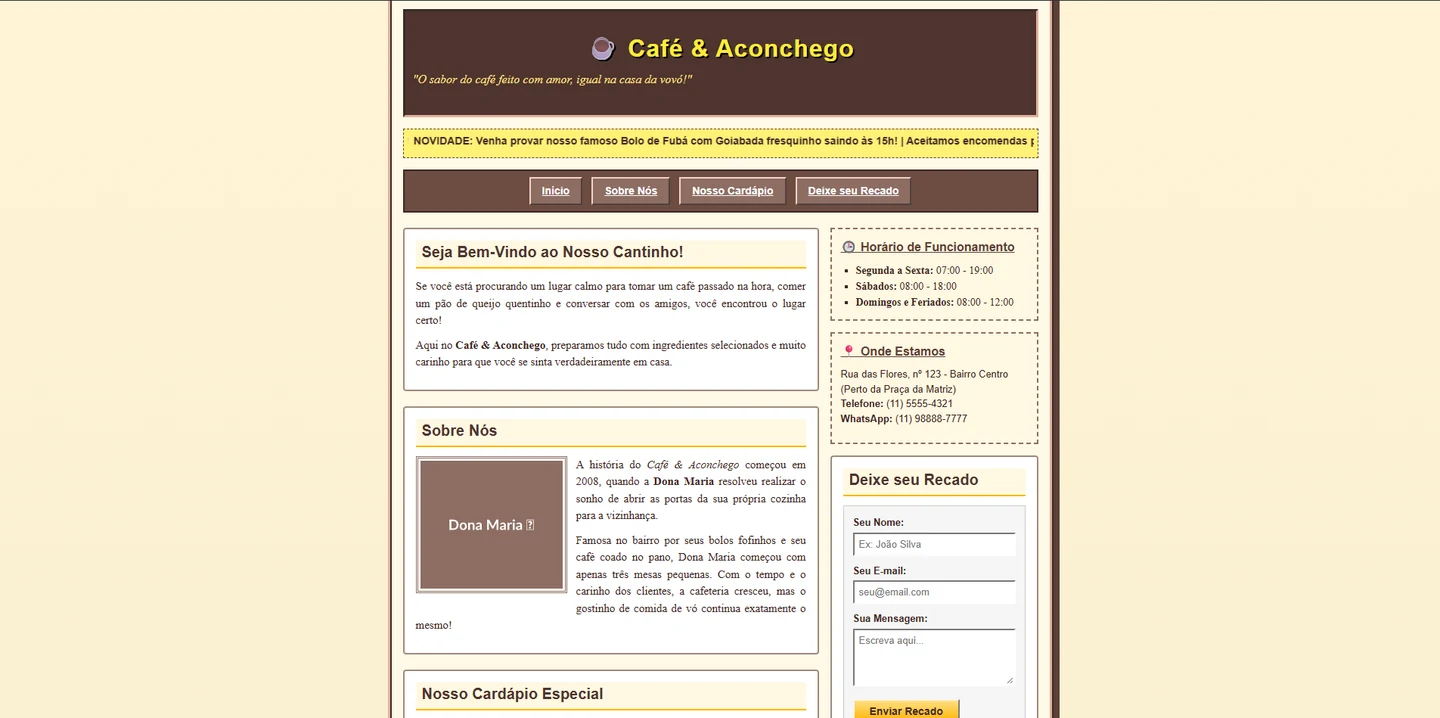 Café & Aconchego
"O sabor do café feito com amor, igual na casa da vovó!"
NOVIDADE: Venha provar nosso famoso Bolo de Fubá com Goiabada fresquinho saindo às 15h! | Aceitamos encomendas
Início
Sobre Nós
Nosso Cardápio
Deixe seu Recado
Seja Bem-Vindo ao Nosso Cantinho!
Se você está procurando um lugar calmo para tomar um café passado na hora, comer
um pão de queijo quentinho e conversar com os amigos, você encontrou o lugar
certo!
Aqui no Café & Aconchego, preparamos tudo com ingredientes selecionados e muito
carinho para que você se sinta verdadeiramente em casa.
Sobre Nós
Dona Maria
A história do Café & Aconchego começou em
2008, quando a Dona Maria resolveu realizar o
sonho de abrir as portas da sua própria cozinha
para a vizinhança.
Famosa no bairro por seus bolos fofinhos e seu
café coado no pano, Dona Maria começou com
apenas três mesas pequenas. Com o tempo e o
carinho dos clientes, a cafeteria cresceu, mas o
gostinho de comida de vó continua exatamente o
mesmo!
Nosso Cardápio Especial
Horário de Funcionamento
Segunda a Sexta: 07:00 - 19:00
Sábados: 08:00 - 18:00
Domingos e Feriados: 08:00 - 12:00
Onde Estamos
Rua das Flores, nº 123 - Bairro Centro
(Perto da Praça da Matriz)
Telefone: (11) 5555-4321
WhatsApp: (11) 98888-7777
Deixe seu Recado
Seu Nome:
Ex: João Silva
Seu E-mail:
seu@email.com
Sua Mensagem:
Escreva aqui...
Enviar Recado